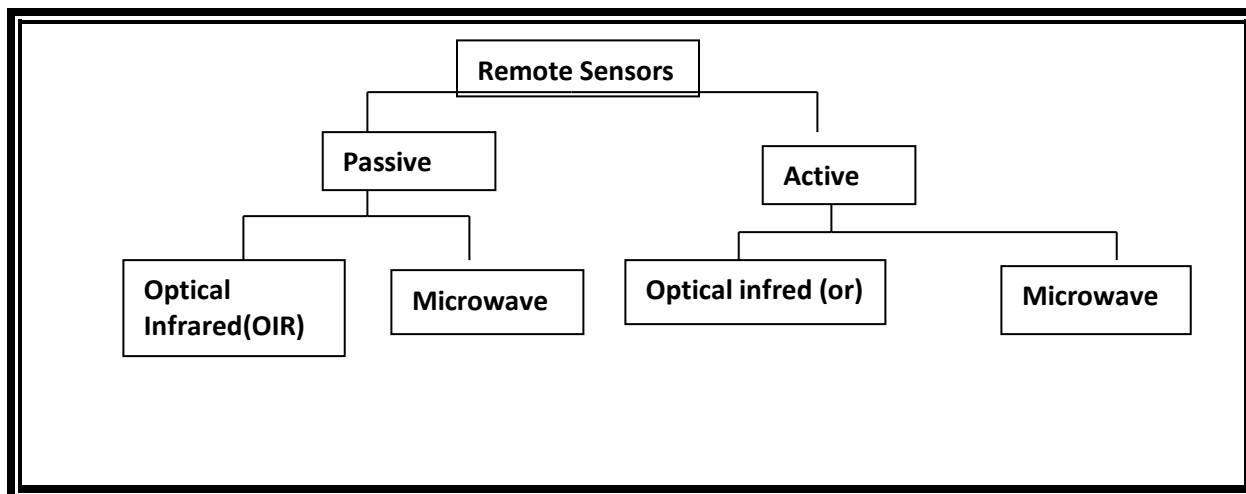 Remote Sensors
Passive
Active
Optical
Infrared(OIR)
Microwave
Optical infred (or)
Microwave